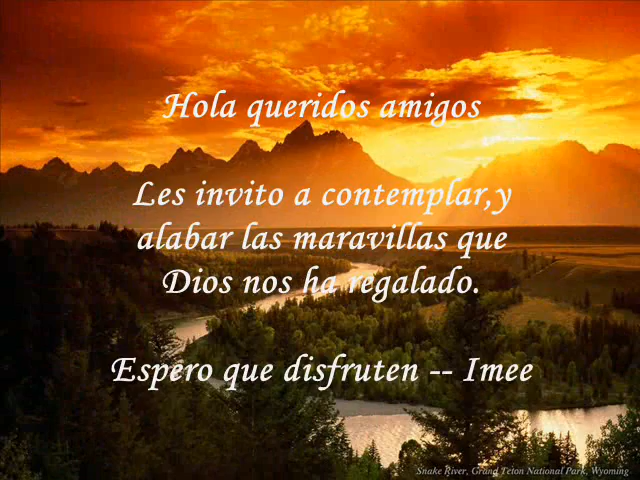 Hola queridos amigos
Les invito a contemplar,y
alabar las maravillas que
Dios nos ha regalado.
Espero que disfruten -- Imee
Snake River, Grand Teton National Park, Wyoming